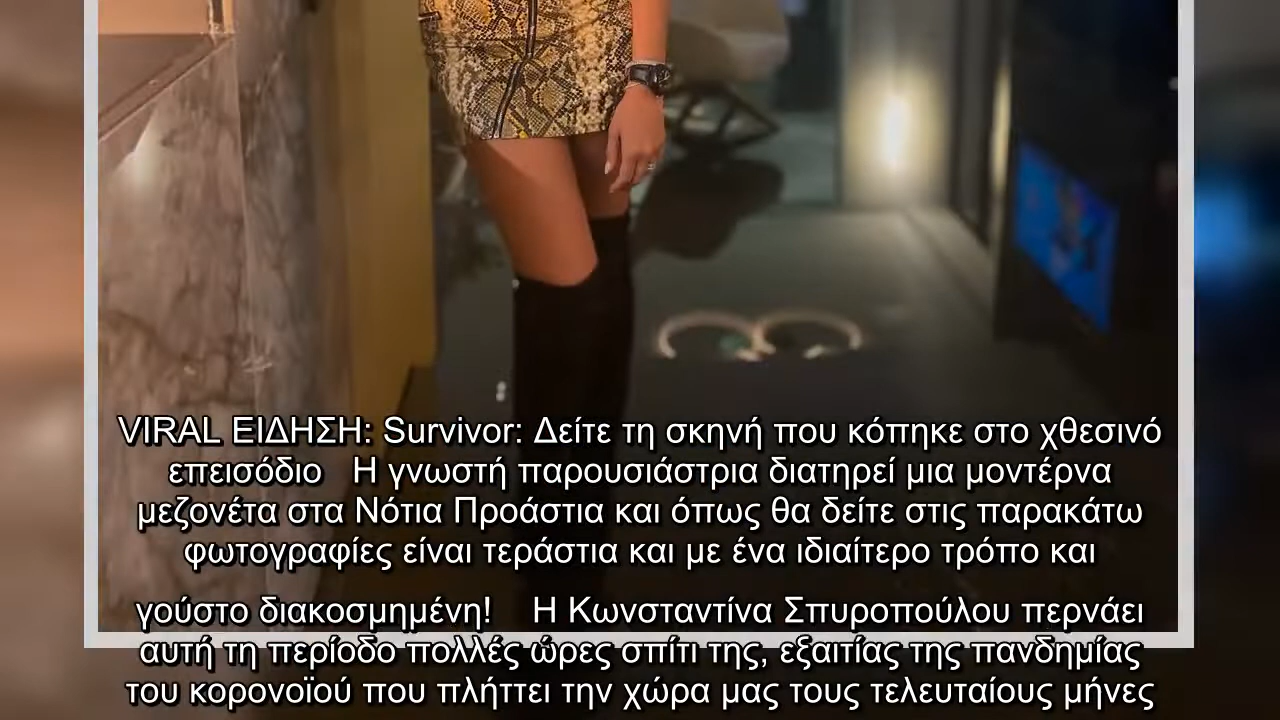 VIRAL ΕΙΔΗΣΗ: Survivor: Δείτε τη σκηνή που κόπηκε στο χθεσινό
επεισόδιο Η γνωστή παρουσιάστρια διατηρεί μια μοντέρνα
μεζονέτα στα Νότια Προάστια και όπως θα δείτε στις παρακάτω
φωτογραφίες είναι τεράστια και με ένα ιδιαίτερο τρόπο και
γούστο διακοσμημένη! Η Κωνσταντίνα Σπυροπούλου περνάει
αυτή τη περίοδο πολλές ώρες σπίτι της, εξαιτίας της πανδημίας
του κορονοϊού που πλήττει την χώρα μας τους τελευταίους μήνες